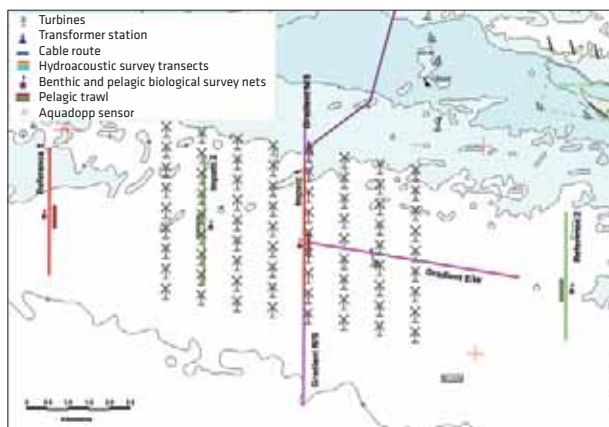 Turbines
Transformer station
Cable route
Hydroacoustic survey transects
Benthic and pelagic biological survey nets
Pelagic trawl
Aquadopp sensor
Gradient N/S
Reference 1
Impact 2
Impact 1
Reference 2
Gradient E/W
Gradient N/S